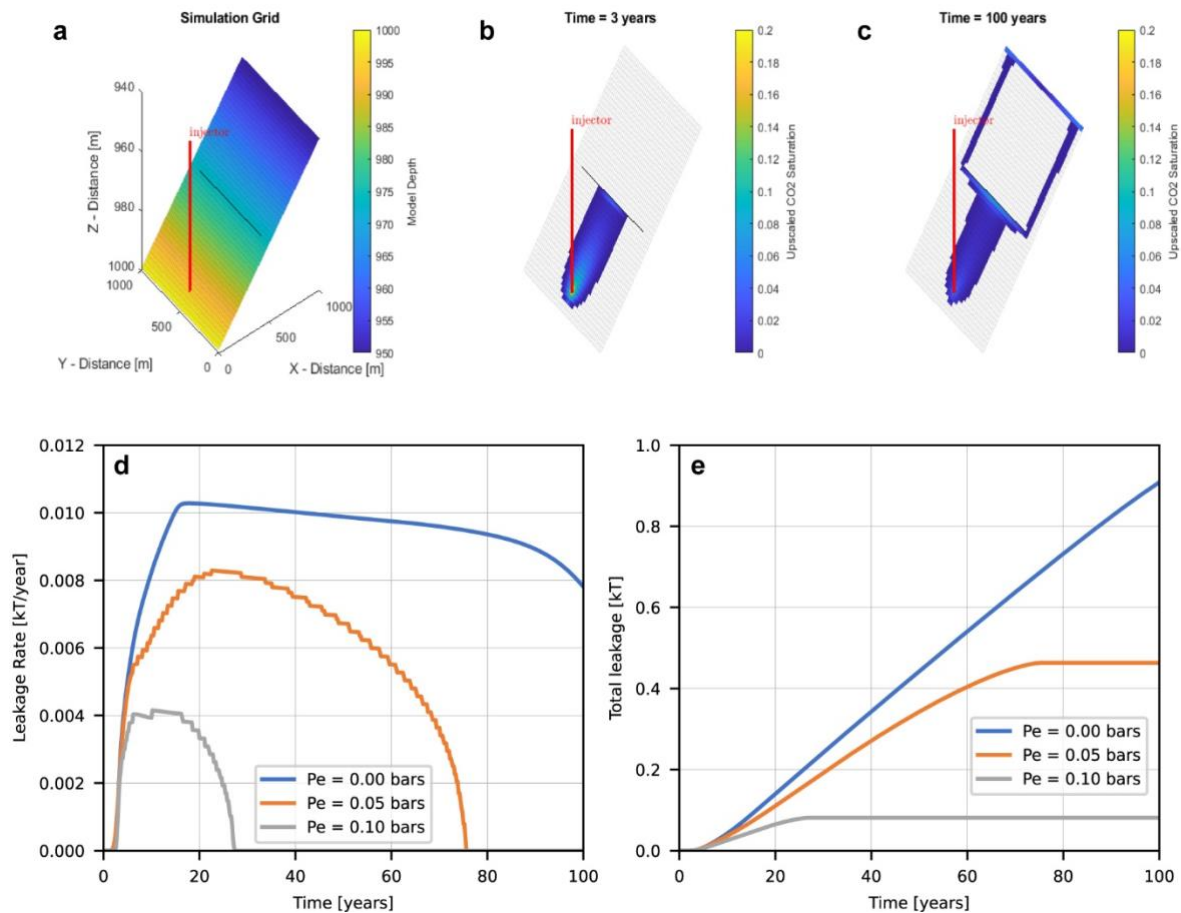 a
Simulation Grid
940
960
980
1000
Z - Distance [m]
injector
1000
500
0
Y - Distance [m]
0
500
1000
X - Distance [m]
1000
995
990
985
980
975
970
965
960
955
950
Model Depth
b
Time = 3 years
injector
0.2
0.18
0.16
0.14
0.12
0.1
0.08
0.06
0.04
0.02
0
Upscaled CO2 Saturation
c
Time = 100 years
injector
0.2
0.18
0.16
0.14
0.12
0.1
0.08
0.06
0.04
0.02
0
Upscaled CO2 Saturation
d
0.012
0.010
0.008
0.006
0.004
0.002
0.000
Leakage Rate [kT/year]
Pe = 0.00 bars
Pe = 0.05 bars
Pe = 0.10 bars
0 20 40 60 80 100
Time [years]
e
1.0
0.8
0.6
0.4
0.2
0.0
Total leakage [kT]
Pe = 0.00 bars
Pe = 0.05 bars
Pe = 0.10 bars
0 20 40 60 80 100
Time [years]